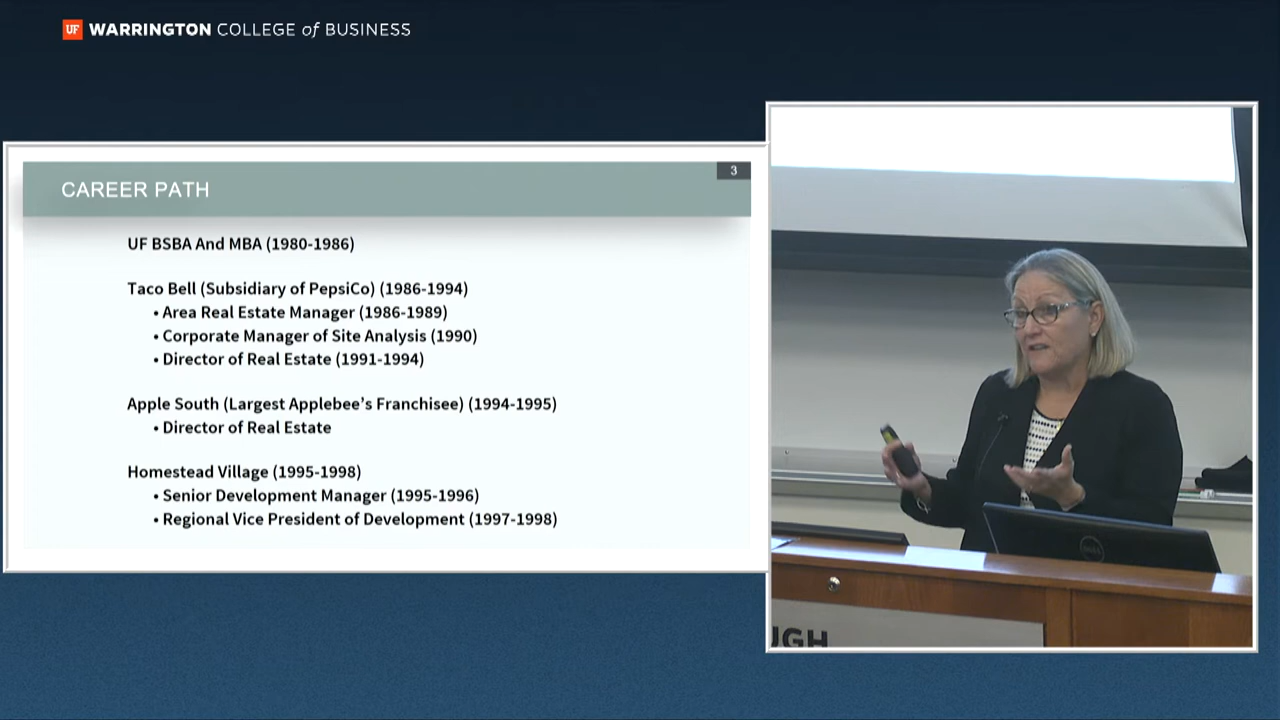 UF WARRINGTON COLLEGE of BUSINESS
3
CAREER PATH
UF BSBA And MBA (1980-1986)
Taco Bell (Subsidiary of PepsiCo) (1986-1994)
• Area Real Estate Manager (1986-1989)
• Corporate Manager of Site Analysis (1990)
• Director of Real Estate (1991-1994)
Apple South (Largest Applebee's Franchisee) (1994-1995)
• Director of Real Estate
Homestead Village (1995-1998)
• Senior Development Manager (1995-1996)
• Regional Vice President of Development (1997-1998)
DELL
UGH